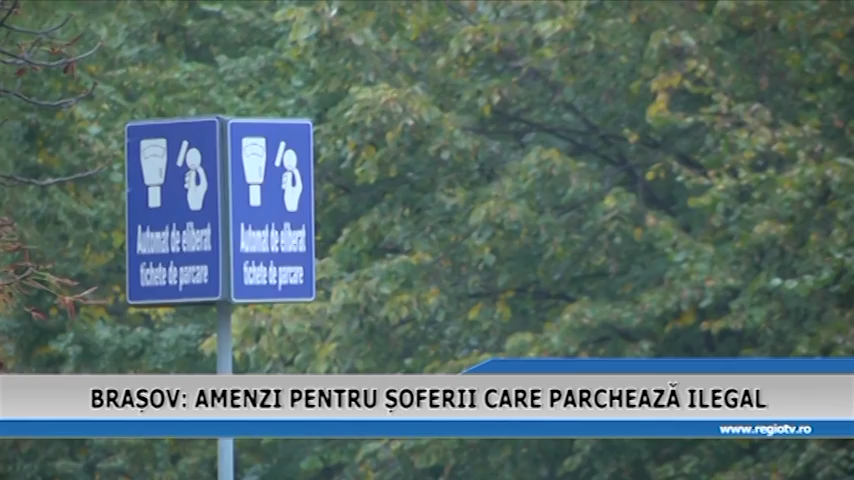 Automat de eliberat
tichete de parcare
Automat de eliberat
tichete de parcare
BRAȘOV: AMENZI PENTRU ȘOFERII CARE PARCHEAZĂ ILEGAL
www.regiotv.ro